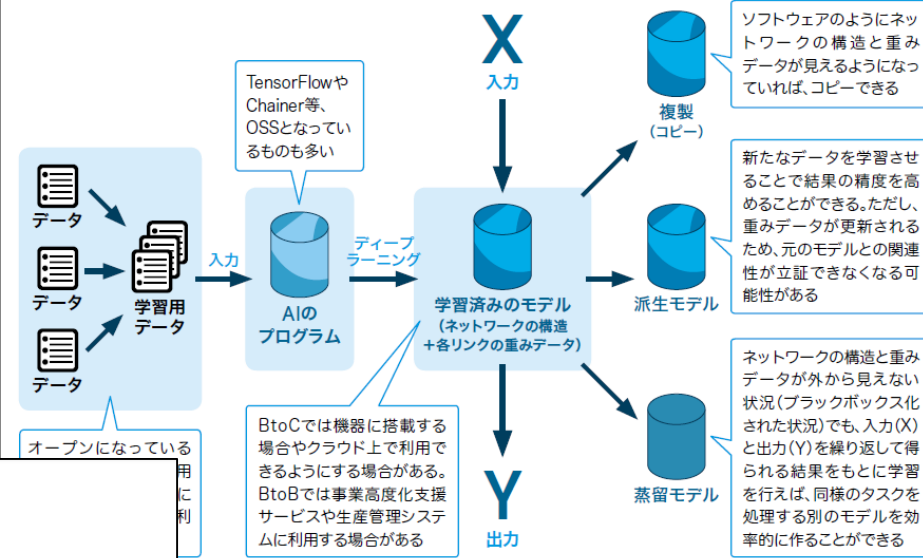 データ
データ
データ
学習用
データ
入力
TensorFlowや
Chainer等、
OSSとなってい
るものも多い
AIの
プログラム
ディープ
ラーニング
X
入力
学習済みのモデル
(ネットワークの構造
+各リンクの重みデータ)
Y
出力
オープンになっている
用
に
利
BtoCでは機器に搭載する
場合やクラウド上で利用で
きるようにする場合がある。
BtoBでは事業高度化支援
サービスや生産管理システ
ムに利用する場合がある
複製
(コピー)
ソフトウェアのようにネッ
トワークの構造と重み
データが見えるようになっ
ていれば、コピーできる
派生モデル
新たなデータを学習させ
ることで結果の精度を高
めることができる。ただし、
重みデータが更新される
ため、元のモデルとの関連
性が立証できなくなる可
能性がある
蒸留モデル
ネットワークの構造と重み
データが外から見えない
状況(ブラックボックス化
された状況)でも、入力(X)
と出力(Y)を繰り返して得
られる結果をもとに学習
を行えば、同様のタスクを
処理する別のモデルを効
率的に作ることができる